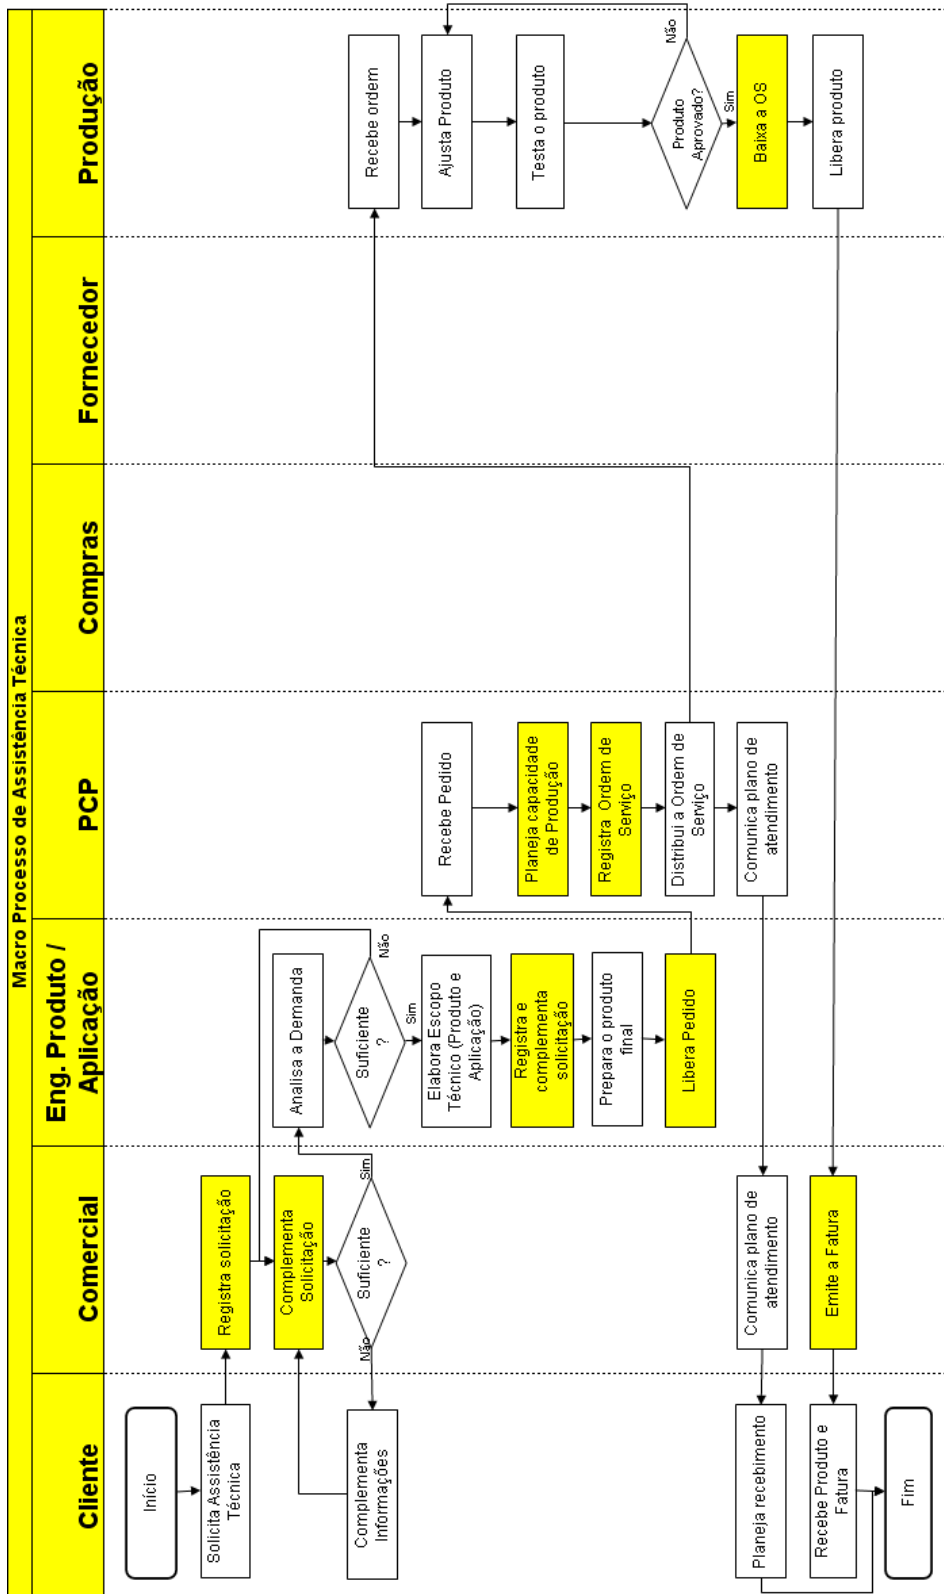 Macro Processo de Assistência Técnica
Cliente
Comercial
Eng. Produto /
Aplicação
PCP
Compras
Fornecedor
Produção
Início
Solicita Assistência
Técnica
Registra solicitação
Complementa
Solicitação
Suficiente
?
Não
Sim
Complementa
Informações
Analisa a Demanda
Suficiente
?
Não
Sim
Elabora Escopo
Técnico (Produto e
Aplicação)
Registra e
complementa
solicitação
Prepara o produto
final
Libera Pedido
Recebe Pedido
Planeja capacidade
de Produção
Registra Ordem de
Serviço
Distribui a Ordem de
Serviço
Comunica plano de
atendimento
Recebe ordem
Ajusta Produto
Testa o produto
Produto
Aprovado?
Não
Sim
Baixa a OS
Libera produto
Comunica plano de
atendimento
Emite a Fatura
Planeja recebimento
Recebe Produto e
Fatura
Fim